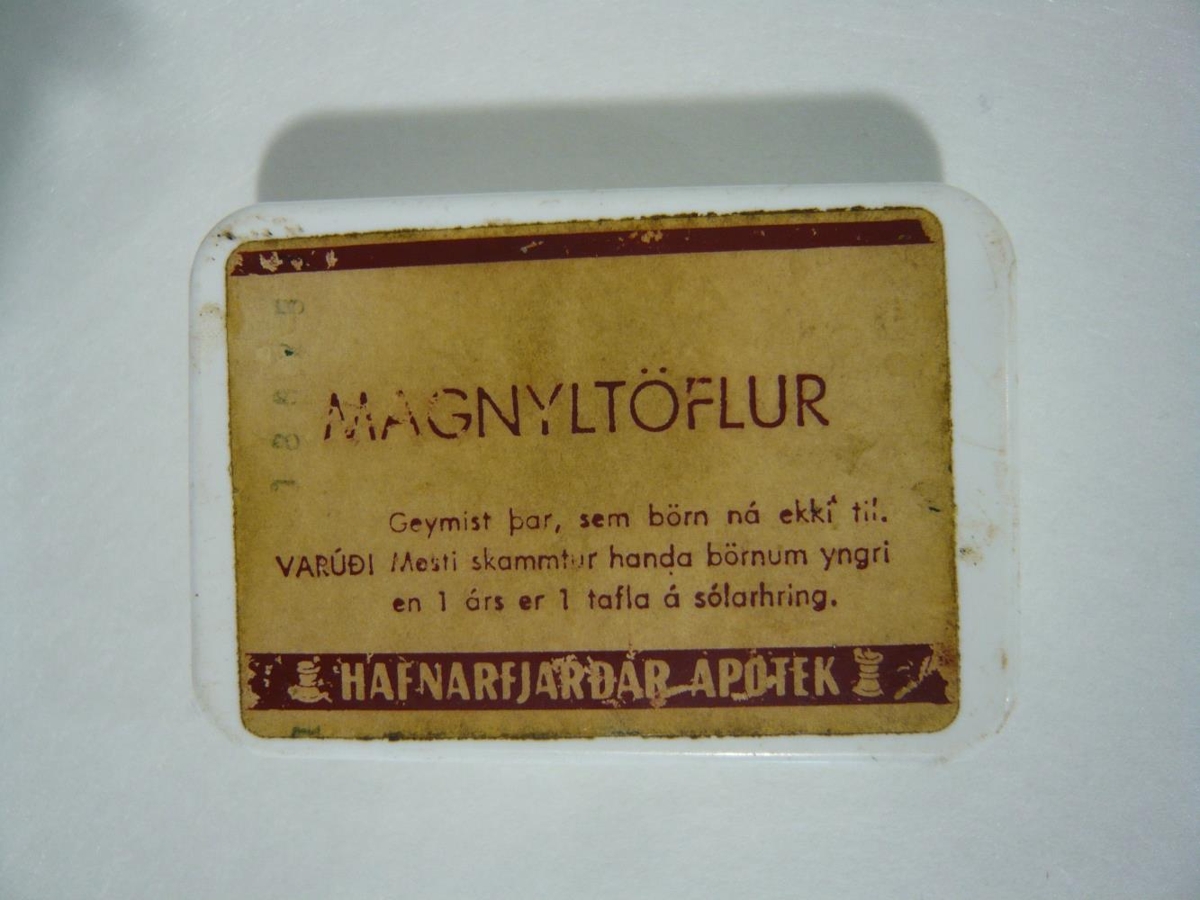 MAGNYLTÖFLUR
Geymist þar, sem börn ná ekki til.
VARÚÐ! Mesti skammtur handa börnum yngri
en 1 árs er 1 tafla á sólarhring.
HAFNARFJARÐAR APÓTEK